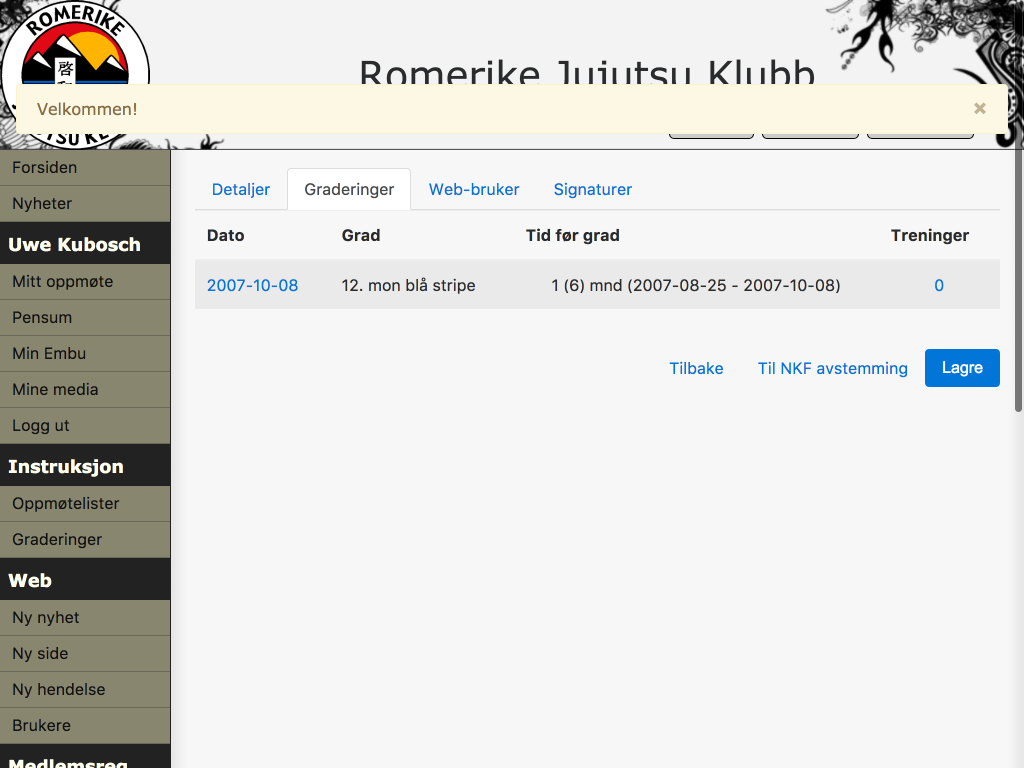 ROMERIKE
啓
Romerike Jujutsu Klubb
Velkommen!
×
Forsiden
Nyheter
Uwe Kubosch
Mitt oppmøte
Pensum
Min Embu
Mine media
Logg ut
Instruksjon
Oppmøtelister
Graderinger
Web
Ny nyhet
Ny side
Ny hendelse
Brukere
Medlemsreg
Detaljer Graderinger Web-bruker Signaturer
Dato Grad Tid før grad Treninger
2007-10-08 12. mon blå stripe 1 (6) mnd (2007-08-25 - 2007-10-08) 0
Tilbake Til NKF avstemming Lagre